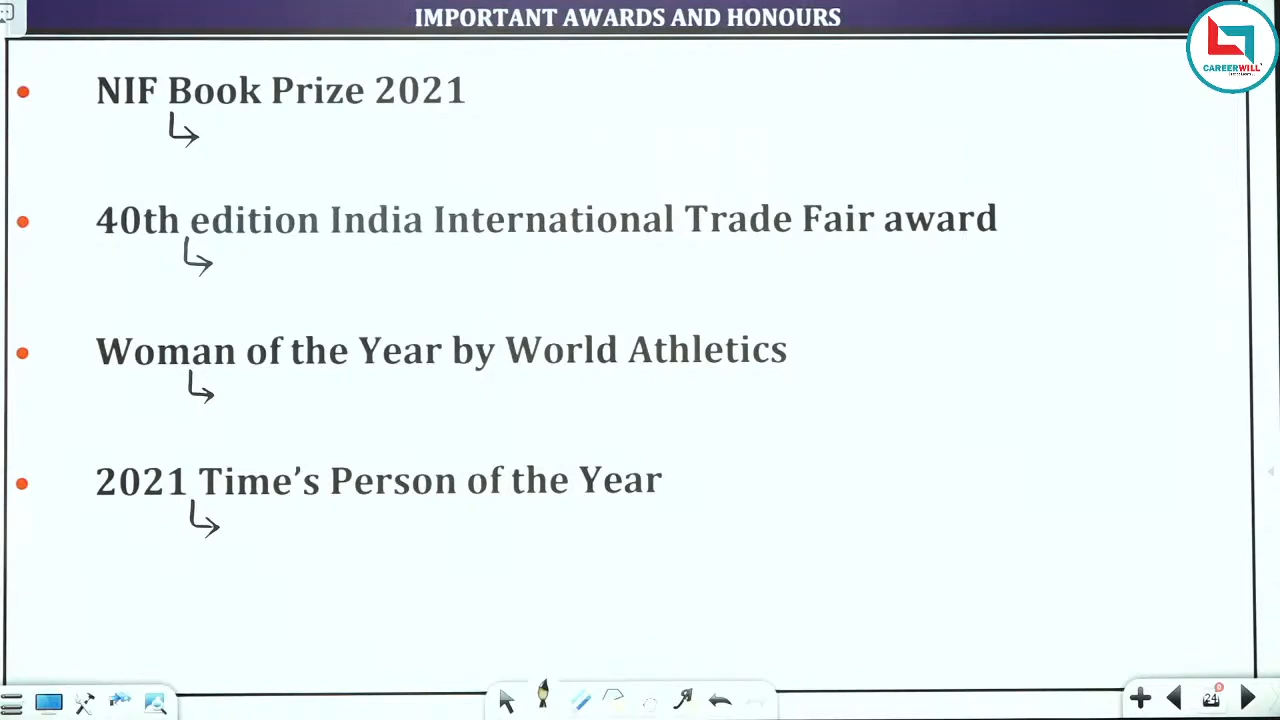 IMPORTANT AWARDS AND HONOURS
CAREERWILL
NIF Book Prize 2021
40th edition India International Trade Fair award
Woman of the Year by World Athletics
2021 Time’s Person of the Year
24